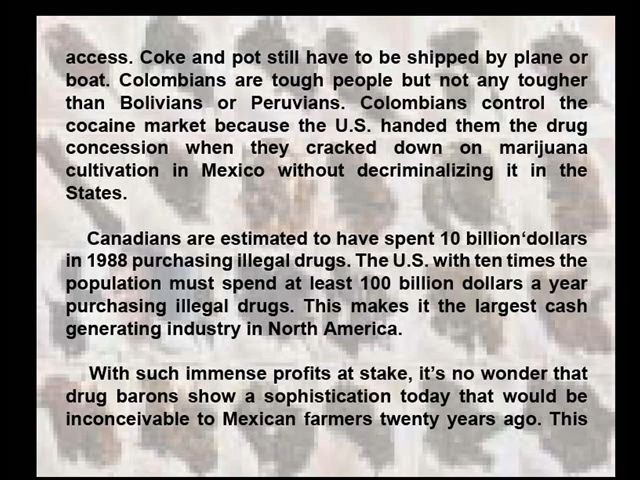 access. Coke and pot still have to be shipped by plane or
boat. Colombians are tough people but not any tougher
than Bolivians or Peruvians. Colombians control the
cocaine market because the U.S. handed them the drug
concession when they cracked down on marijuana
cultivation in Mexico without decriminalizing it in the
States.
Canadians are estimated to have spent 10 billion‘dollars
in 1988 purchasing illegal drugs. The U.S. with ten times the
population must spend at least 100 billion dollars a year
purchasing illegal drugs. This makes it the largest cash
generating industry in North America.
With such immense profits at stake, it’s no wonder that
drug barons show a sophistication today that would be
inconceivable to Mexican farmers twenty years ago. This